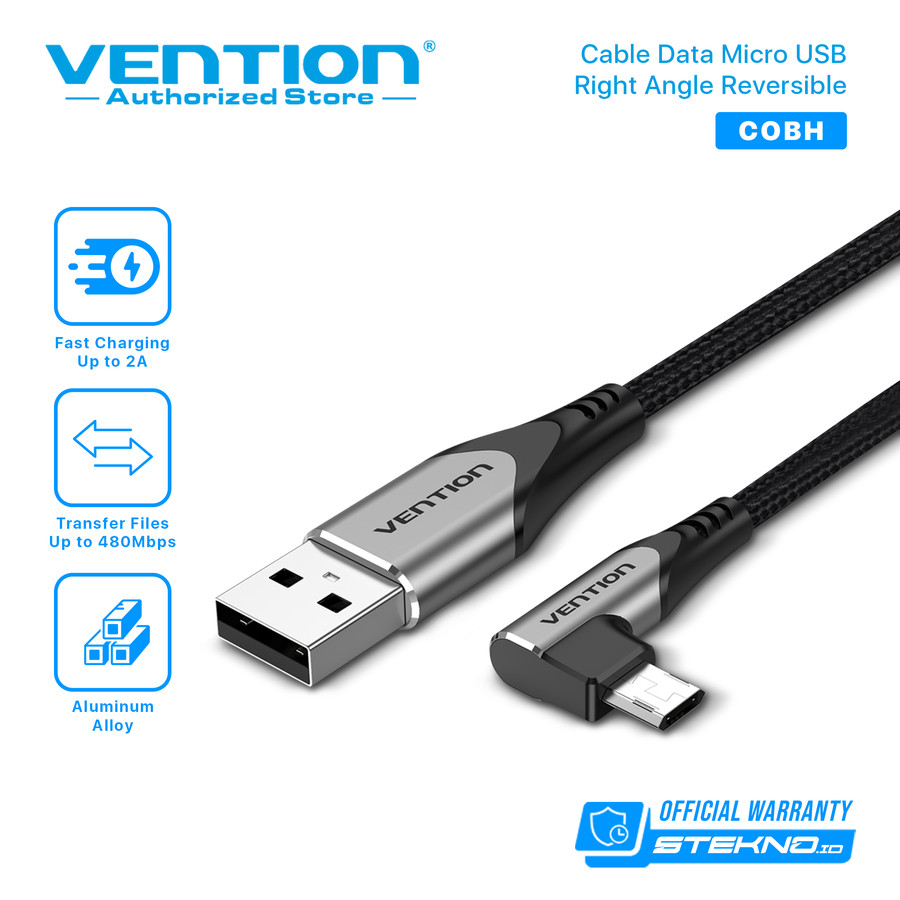 VENTION®
Authorized Store
Cable Data Micro USB
Right Angle Reversible
COBH
Fast Charging
Up to 2A
Transfer Files
Up to 480Mbps
Aluminum
Alloy
VENTION
VENTION
OFFICIAL WARRANTY
STEKNO.ID